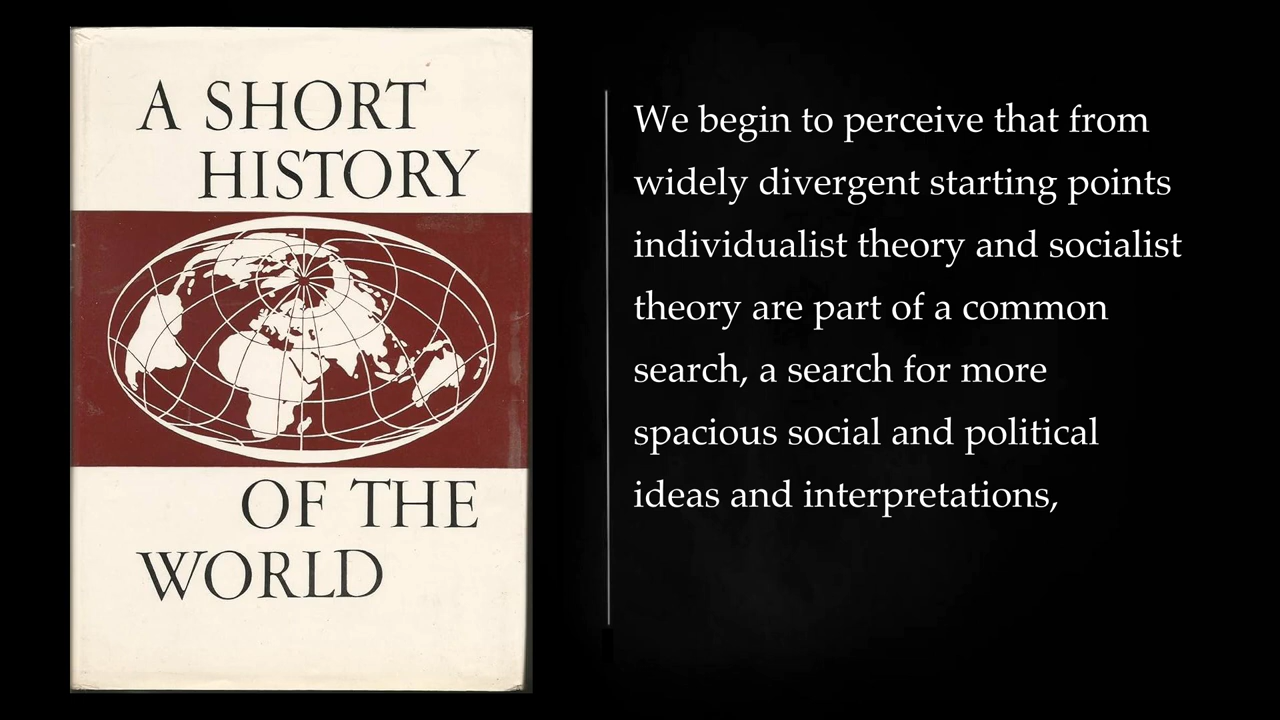 A SHORT
HISTORY
OF THE
WORLD
We begin to perceive that from
widely divergent starting points
individualist theory and socialist
theory are part of a common
search, a search for more
spacious social and political
ideas and interpretations,